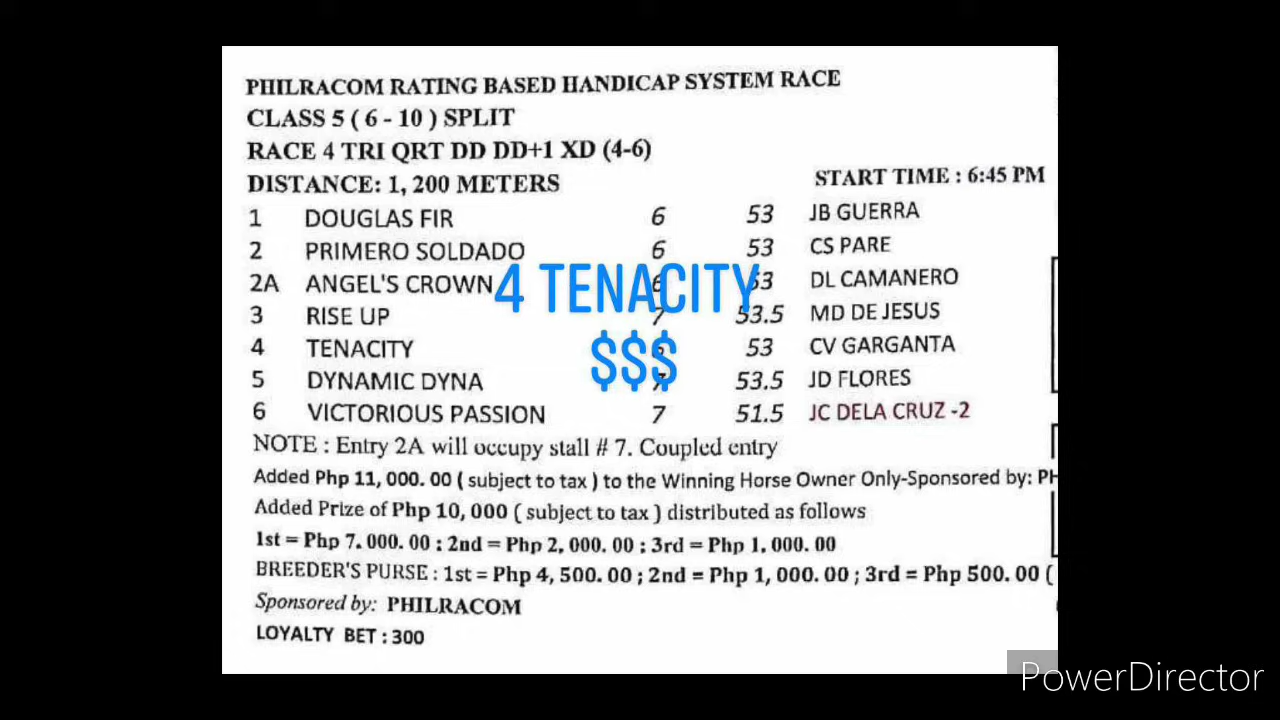 PHILRACOM RATING BASED HANDICAP SYSTEM RACE
CLASS 5 ( 6 - 10 ) SPLIT
RACE 4 TRI QRT DD DD+1 XD (4-6)
DISTANCE: 1, 200 METERS START TIME : 6:45 PM
1 DOUGLAS FIR 6 53 JB GUERRA
2 PRIMERO SOLDADO 6 53 CS PARE
2A ANGEL'S CROWN 53 DL CAMANERO
4 TENACITY
3 RISE UP 7 53.5 MD DE JESUS
4 TENACITY 53 CV GARGANTA
$$$
5 DYNAMIC DYNA 7 53.5 JD FLORES
6 VICTORIOUS PASSION 7 51.5 JC DELA CRUZ -2
NOTE : Entry 2A will occupy stall # 7. Coupled entry
Added Php 11, 000. 00 ( subject to tax ) to the Winning Horse Owner Only-Sponsored by: PH
Added Prize of Php 10, 000 ( subject to tax ) distributed as follows
1st = Php 7. 000. 00 ; 2nd = Php 2, 000. 00 ; 3rd = Php 1, 000. 00
BREEDER'S PURSE : 1st = Php 4, 500. 00 ; 2nd = Php 1, 000. 00 ; 3rd = Php 500. 00 (
Sponsored by: PHILRACOM
LOYALTY BET : 300
PowerDirector